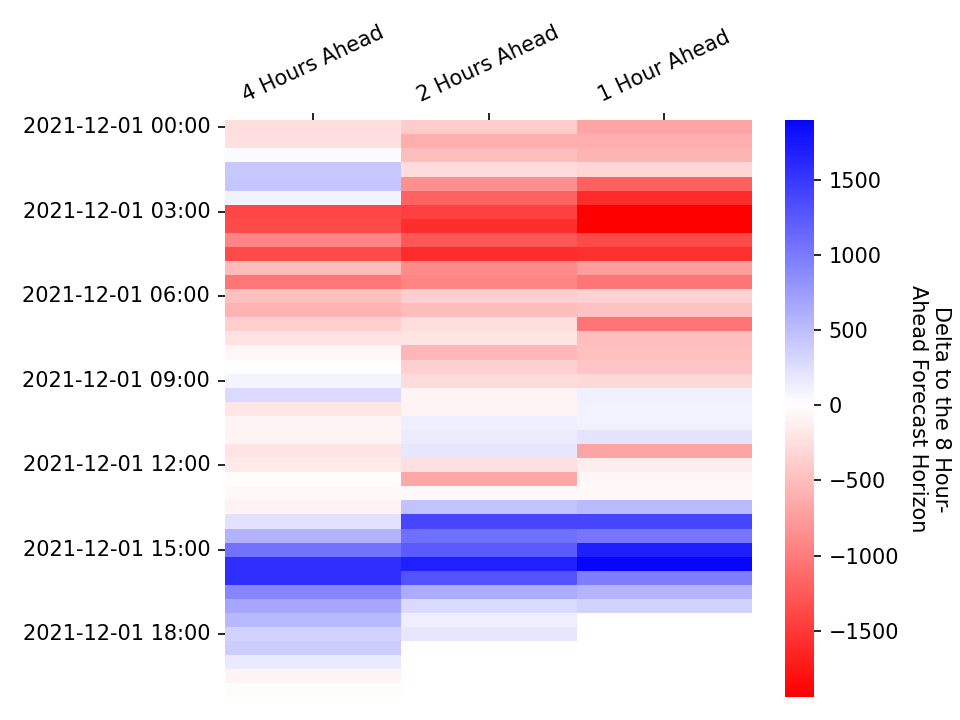 4 Hours Ahead
2 Hours Ahead
1 Hour Ahead
2021-12-01 00:00
2021-12-01 03:00
2021-12-01 06:00
2021-12-01 09:00
2021-12-01 12:00
2021-12-01 15:00
2021-12-01 18:00
1500
1000
500
0
−500
−1000
−1500
Delta to the 8 Hour-
Ahead Forecast Horizon